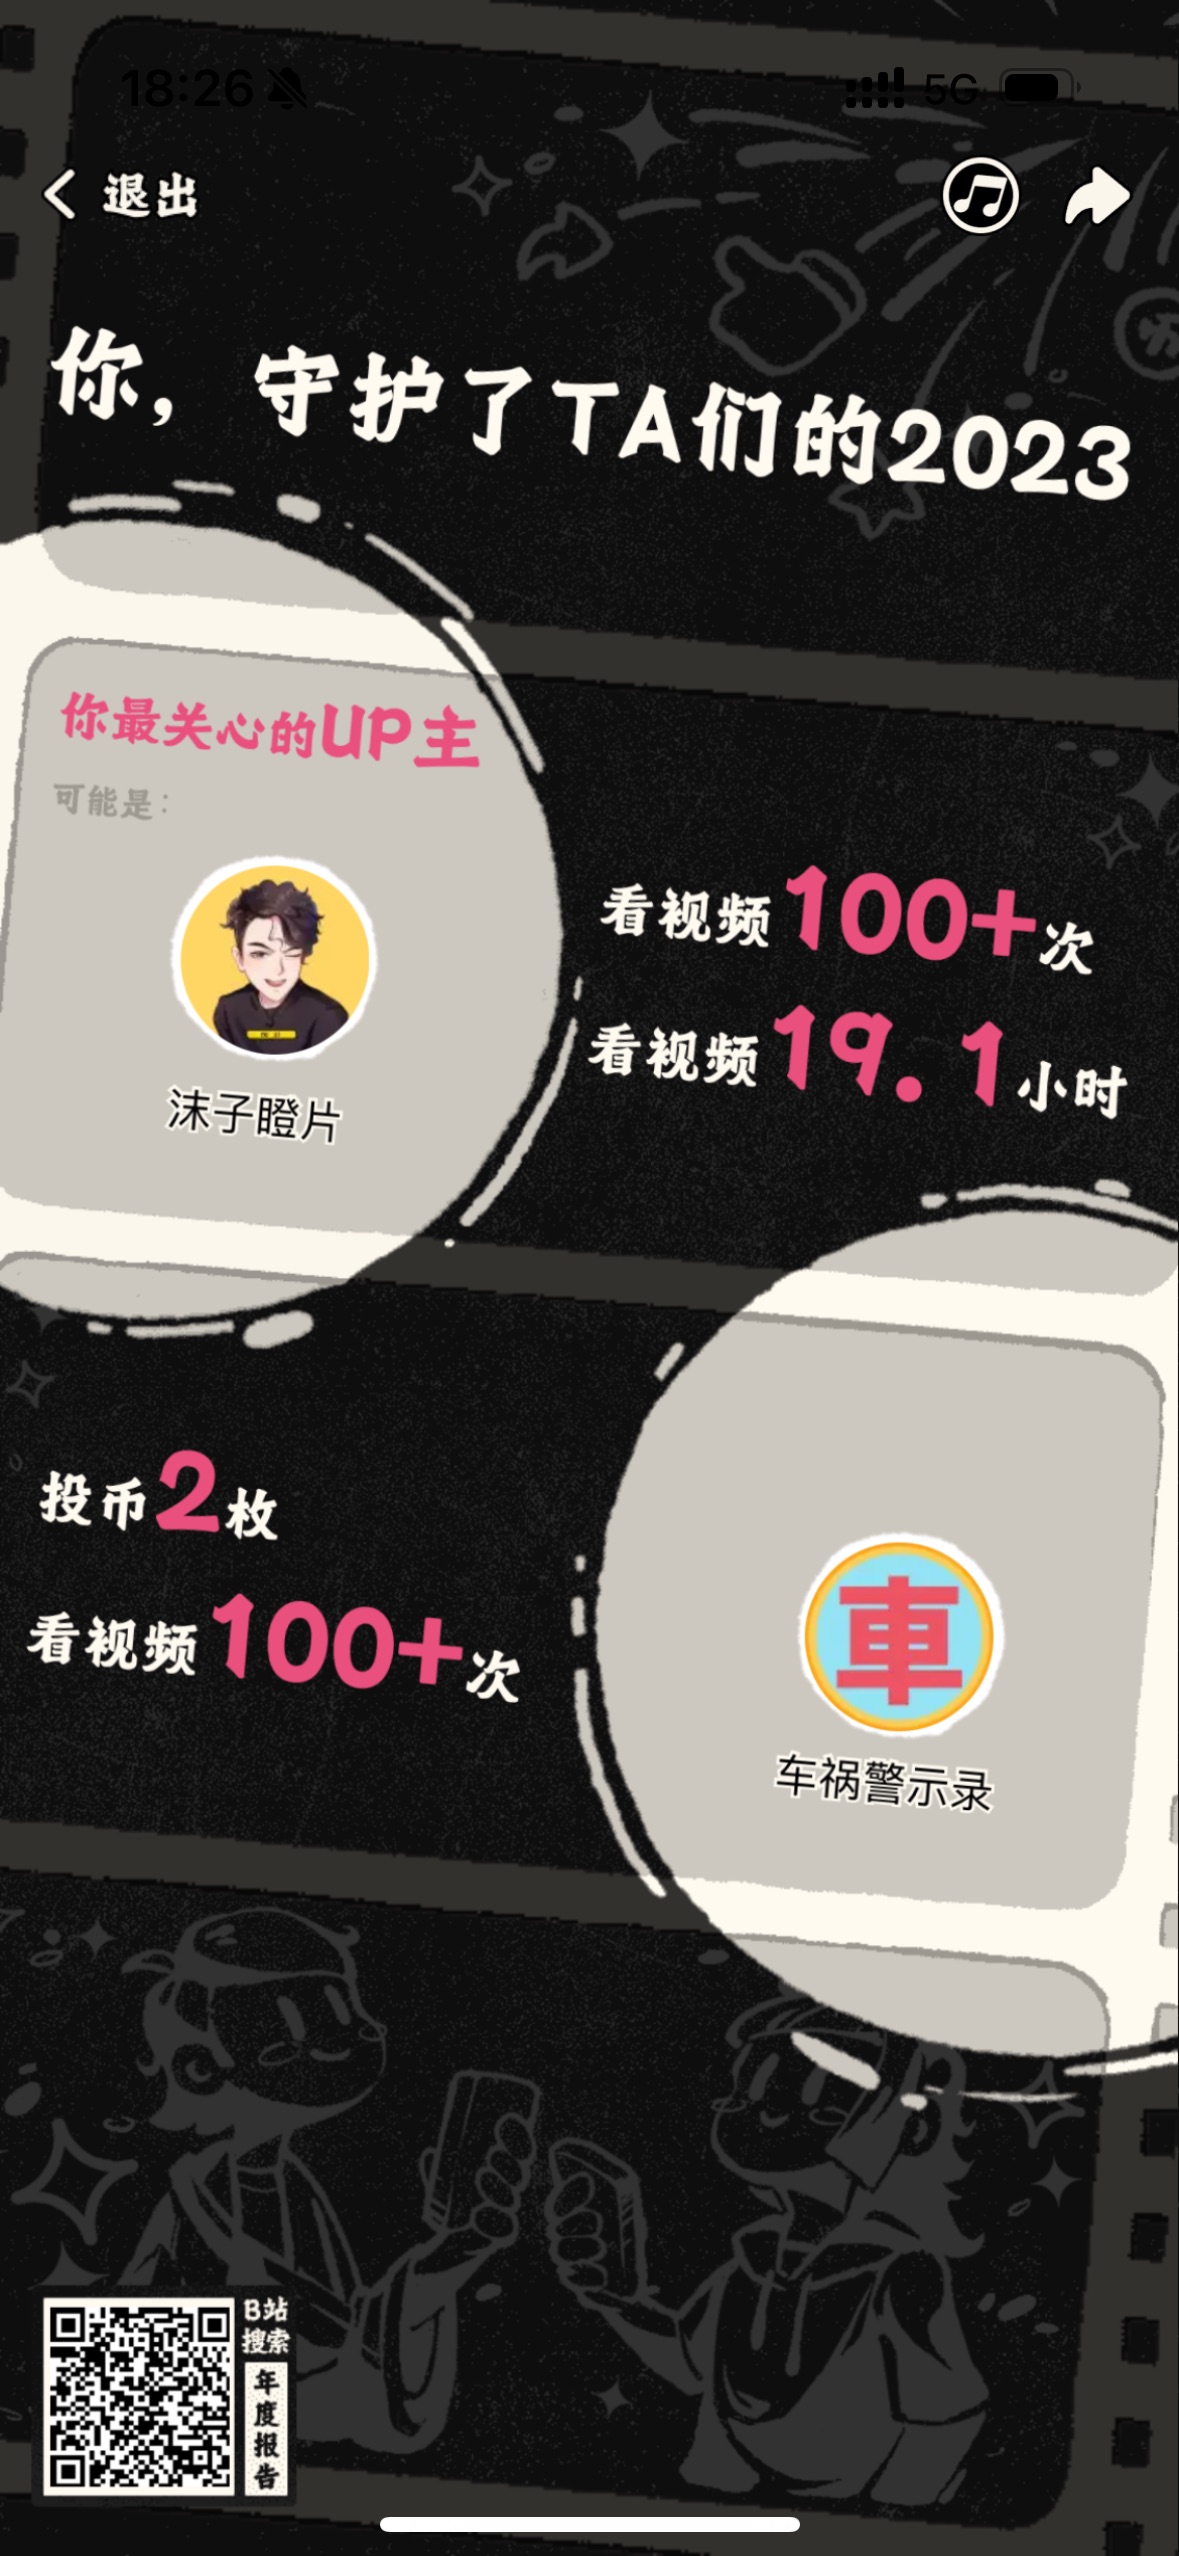 18:26
5G
退出
你，守护了TA们的2023
你最关心的UP主
可能是：
沫子瞪片
看视频100+次
看视频19.1小时
投币2枚
看视频100+次
車
车祸警示录
B站
搜索
年度报告